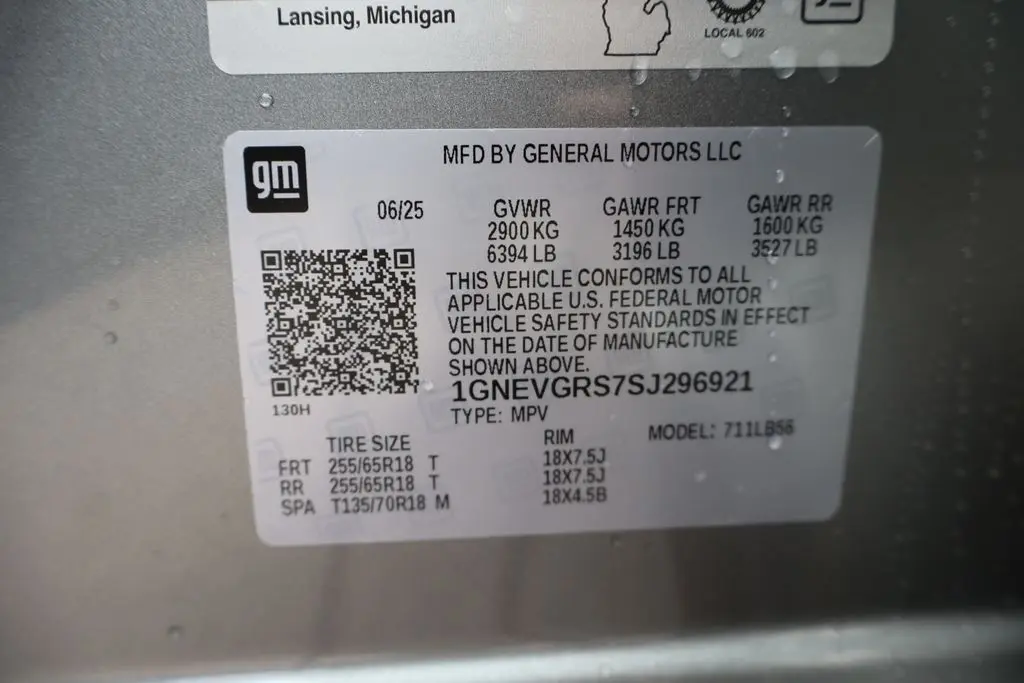 Lansing, Michigan
LOCAL 602
gm
MFD BY GENERAL MOTORS LLC
06/25 GVWR GAWR FRT GAWR RR
2900 KG 1450 KG 1600 KG
6394 LB 3196 LB 3527 LB
THIS VEHICLE CONFORMS TO ALL
APPLICABLE U.S. FEDERAL MOTOR
VEHICLE SAFETY STANDARDS IN EFFECT
ON THE DATE OF MANUFACTURE
SHOWN ABOVE.
1GNEVGRS7SJ296921
130H
TYPE: MPV
MODEL: 711LB56
TIRE SIZE RIM
FRT 255/65R18 T 18X7.5J
RR 255/65R18 T 18X7.5J
SPA T135/70R18 M 18X4.5B